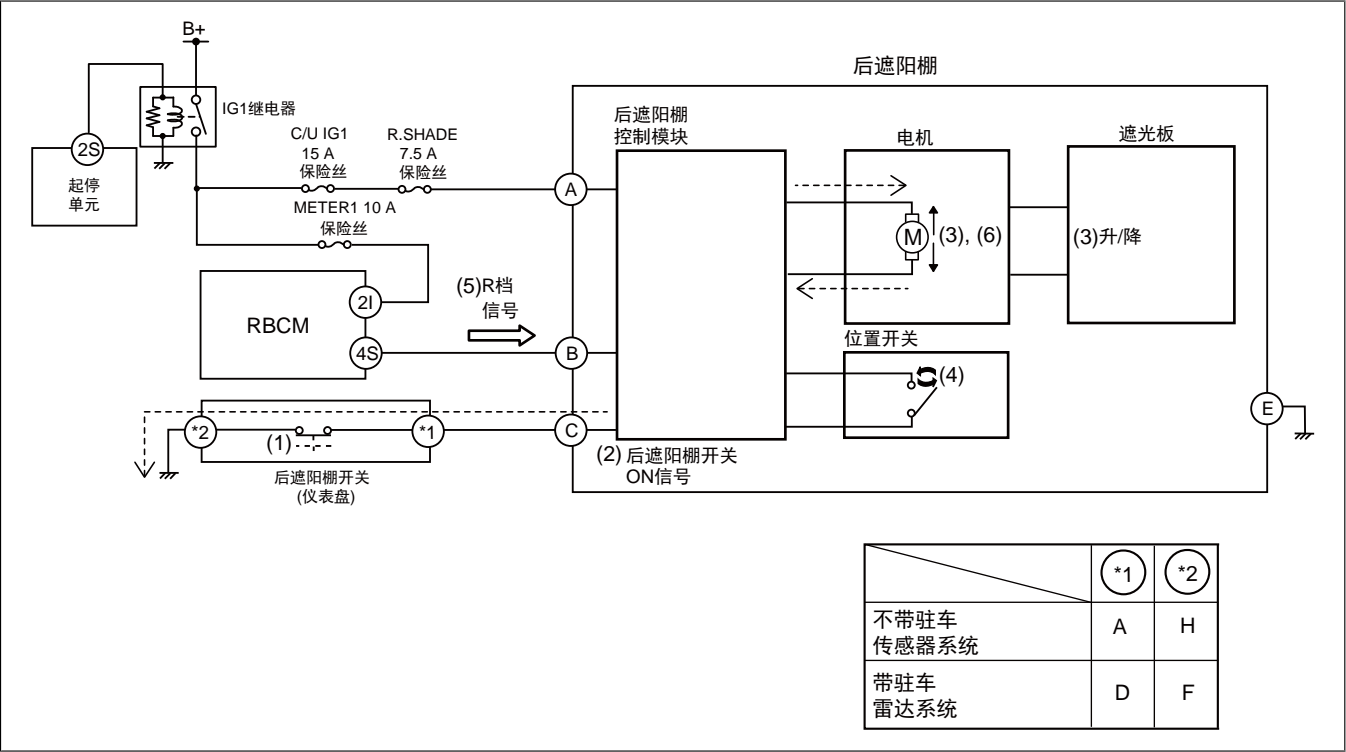 B+
后遮阳棚
IG1继电器
2S
起停
单元
C/U IG1
15 A
保险丝
R.SHADE
7.5 A
保险丝
METER1 10 A
保险丝
A
后遮阳棚
控制模块
电机
遮光板
M
(3), (6)
(3)升/降
RBCM
2I
4S
(5)R档
信号
B
位置开关
(4)
E
*2
(1)
*1
C
后遮阳棚开关
(仪表盘)
(2) 后遮阳棚开关
ON信号
*1 *2
不带驻车
传感器系统
A H
带驻车
雷达系统
D F